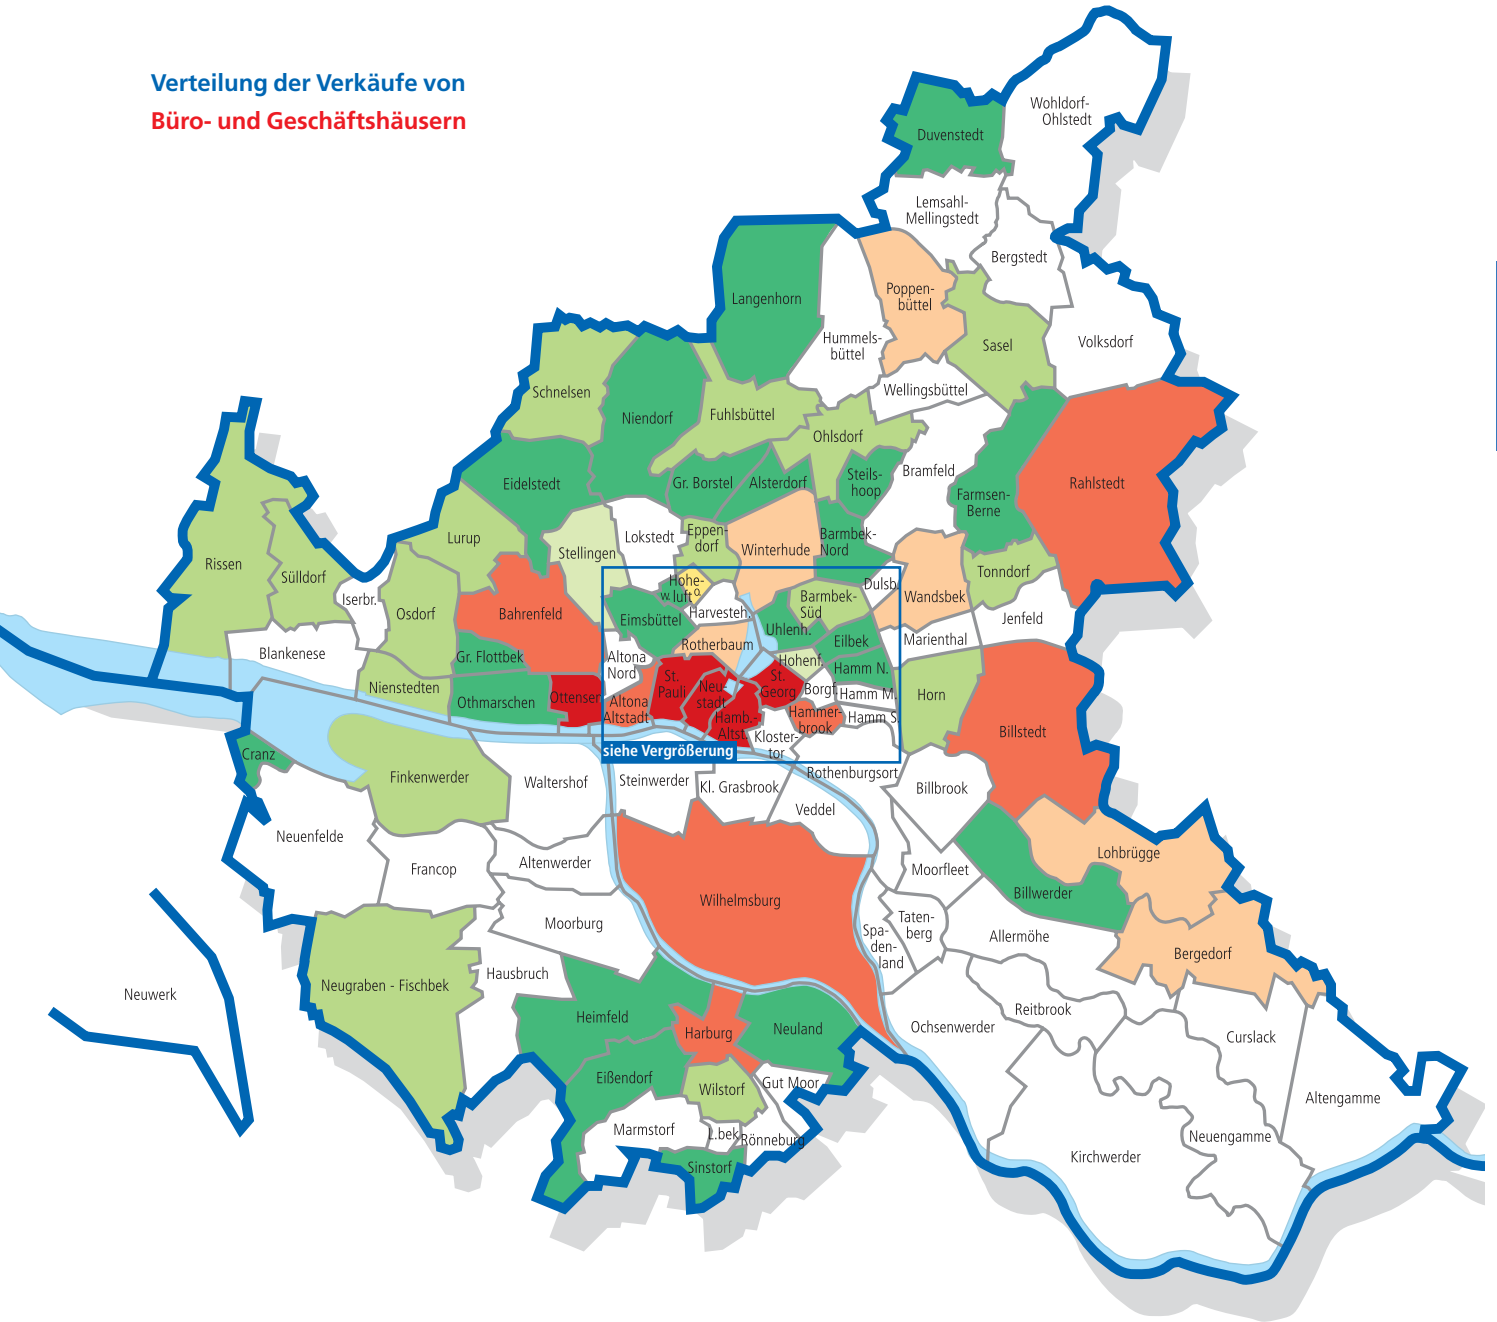 Verteilung der Verkäufe von
Büro- und Geschäftshäusern
Wohldorf-
Ohlstedt
Duvenstedt
Lemsahl-
Mellingstedt
Bergstedt
Langenhorn
Poppen-
büttel
Hummels-
büttel
Sasel
Volksdorf
Wellingsbüttel
Schnelsen
Niendorf
Fuhlsbüttel
Ohlsdorf
Bramfeld
Steils-
hoop
Farmsen-
Berne
Rahlstedt
Eidelstedt
Gr. Borstel
Alsterdorf
Lurup
Stellingen
Lokstedt
Eppen-
dorf
Winterhude
Barmbek-
Nord
Rissen
Sülldorf
Iserbr.
Osdorf
Bahrenfeld
Hohe-
w. luft o.
Dulsb.
Tonndorf
Wandsbek
Jenfeld
Marienthal
Eimsbüttel
Harvesteh.
Barmbek-
Süd
Uhlenh.
Eilbek
Blankenese
Gr. Flottbek
Altona
Nord
Rotherbaum
Hohenf.
Hamm N.
Nienstedten
Othmarschen
Ottensen
Altona
Altstadt
St.
Pauli
Neu-
stadt
St.
Georg
Borgf.
Hamm M.
Hamm S.
Horn
Hamb.-
Altst.
Hammer-
brook
Kloster-
tor
Billstedt
siehe Vergrößerung
Cranz
Finkenwerder
Waltershof
Steinwerder
Kl. Grasbrook
Rothenburgsort
Veddel
Billbrook
Neuenfelde
Francop
Altenwerder
Moorfleet
Lohbrügge
Billwerder
Wilhelmsburg
Moorburg
Spa-
den-
land
Taten-
berg
Allermöhe
Bergedorf
Neuwerk
Neugraben - Fischbek
Hausbruch
Heimfeld
Harburg
Neuland
Ochsenwerder
Reitbrook
Curslack
Eißendorf
Wilstorf
Gut Moor
Altengamme
Marmstorf
L.bek
Rönneburg
Sinstorf
Kirchwerder
Neuengamme